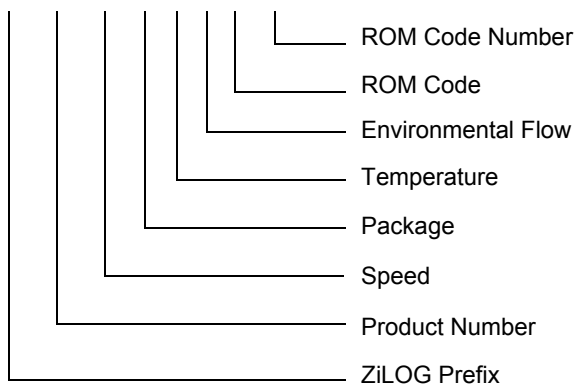 ROM Code Number
ROM Code
Environmental Flow
Temperature
Package
Speed
Product Number
ZiLOG Prefix